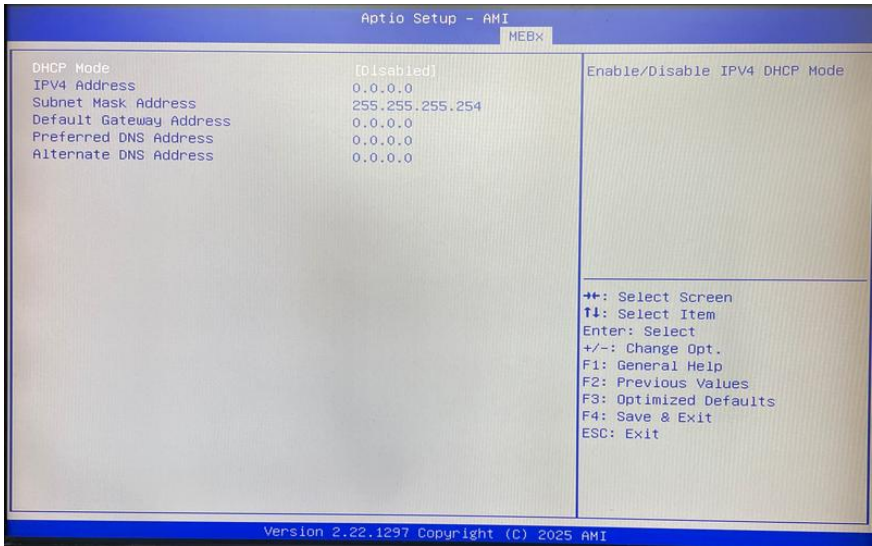 Aptio Setup - AMI
MEBx
DHCP Mode [Disabled]
IPV4 Address 0.0.0.0
Subnet Mask Address 255.255.255.254
Default Gateway Address 0.0.0.0
Preferred DNS Address 0.0.0.0
Alternate DNS Address 0.0.0.0
Enable/Disable IPV4 DHCP Mode
→←: Select Screen
↑↓: Select Item
Enter: Select
+/-: Change Opt.
F1: General Help
F2: Previous Values
F3: Optimized Defaults
F4: Save & Exit
ESC: Exit
Version 2.22.1297 Copyright (C) 2025 AMI